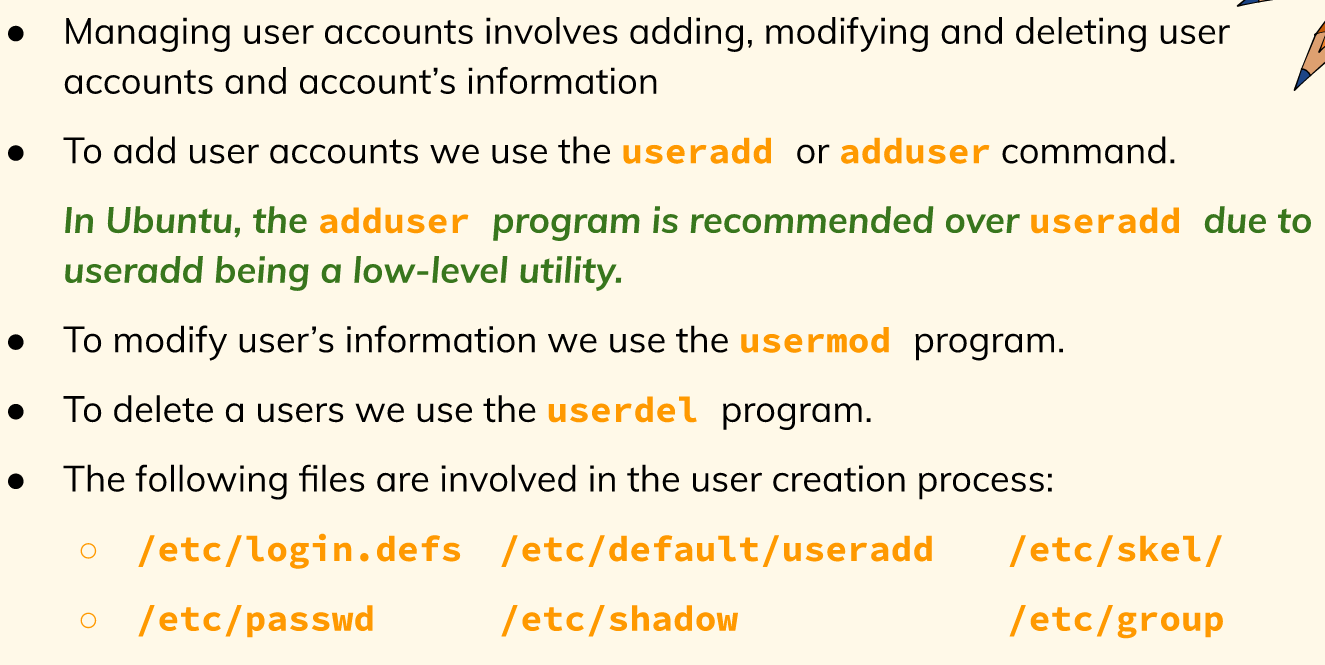 ● Managing user accounts involves adding, modifying and deleting user
accounts and account’s information
● To add user accounts we use the useradd or adduser command.
In Ubuntu, the adduser program is recommended over useradd due to
useradd being a low-level utility.
● To modify user’s information we use the usermod program.
● To delete a users we use the userdel program.
● The following files are involved in the user creation process:
○ /etc/login.defs /etc/default/useradd /etc/skel/
○ /etc/passwd /etc/shadow /etc/group